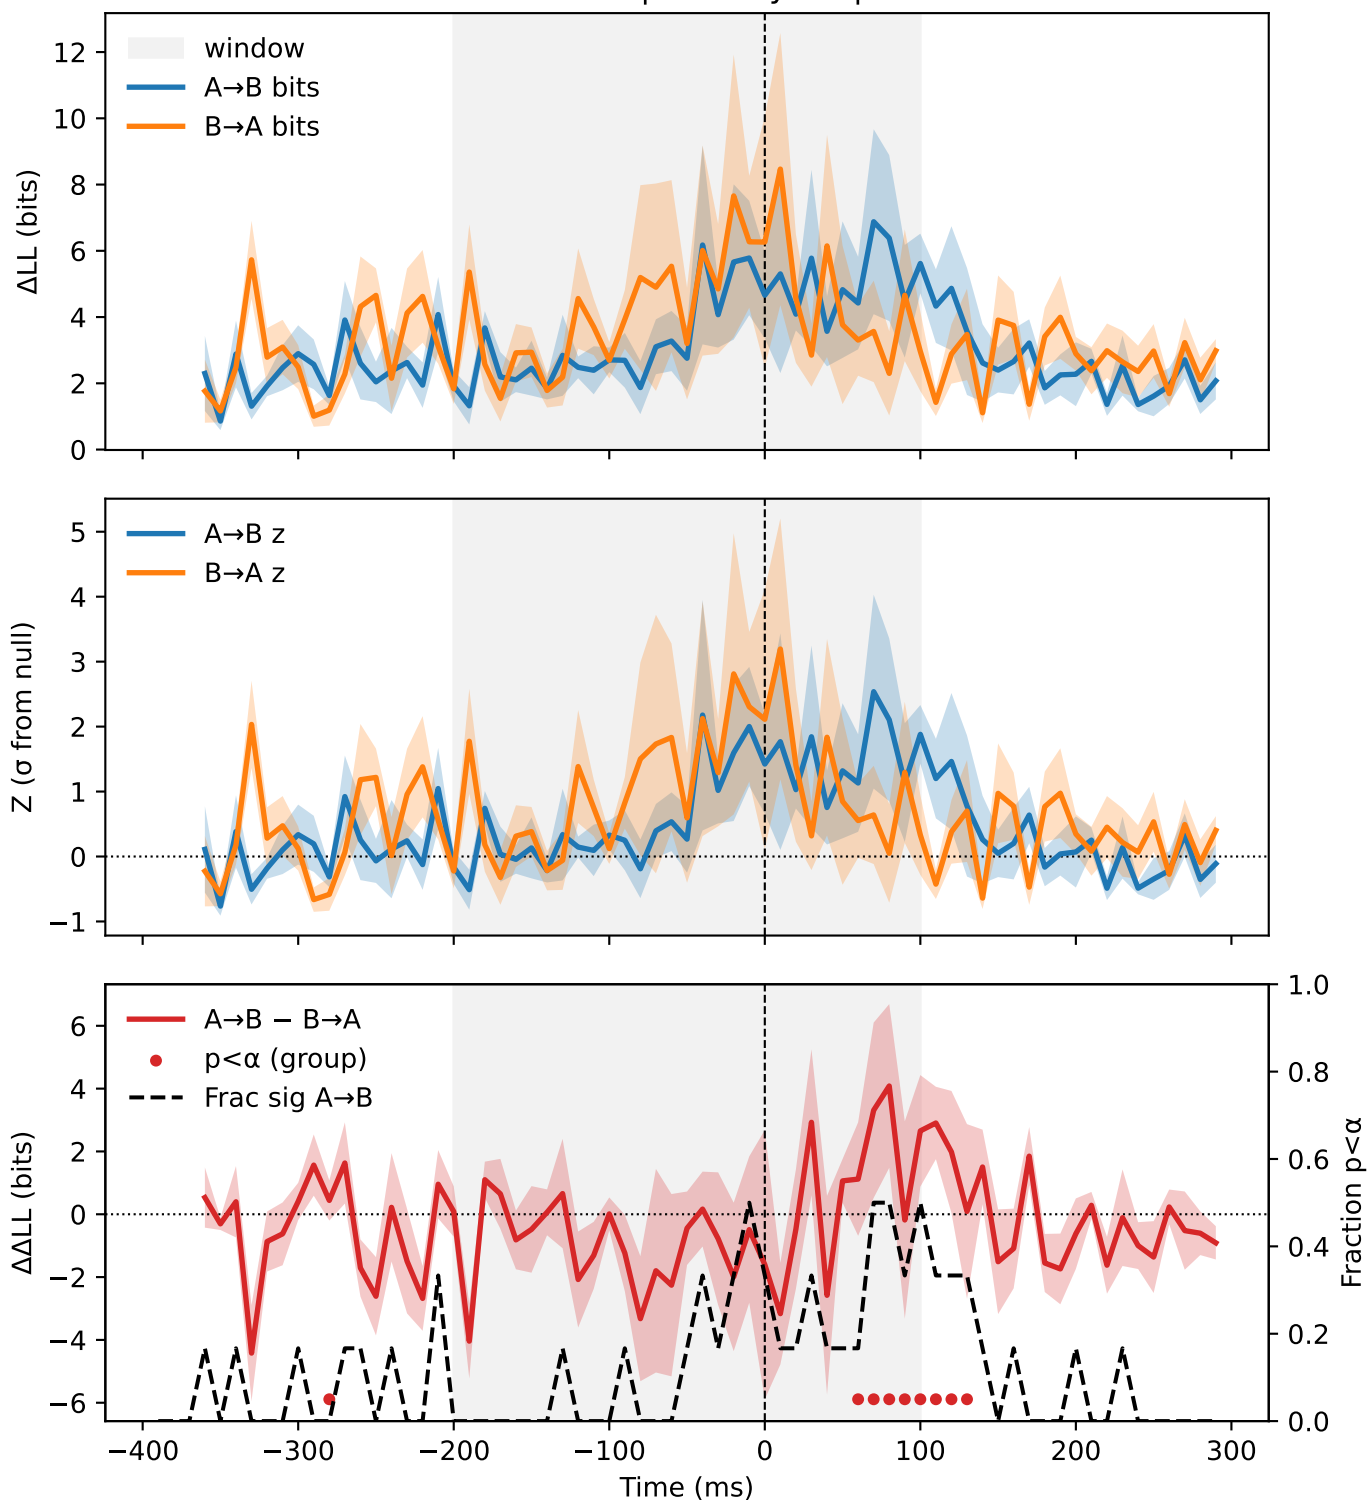 12
10
8
6
4
2
0
ΔLL (bits)
window
A→B bits
B→A bits
5
4
3
2
1
0
−1
Z (σ from null)
A→B z
B→A z
6
4
2
0
−2
−4
−6
ΔΔLL (bits)
A→B − B→A
p<α (group)
Frac sig A→B
1.0
0.8
0.6
0.4
0.2
0.0
Fraction p<α
−400 −300 −200 −100 0 100 200 300
Time (ms)